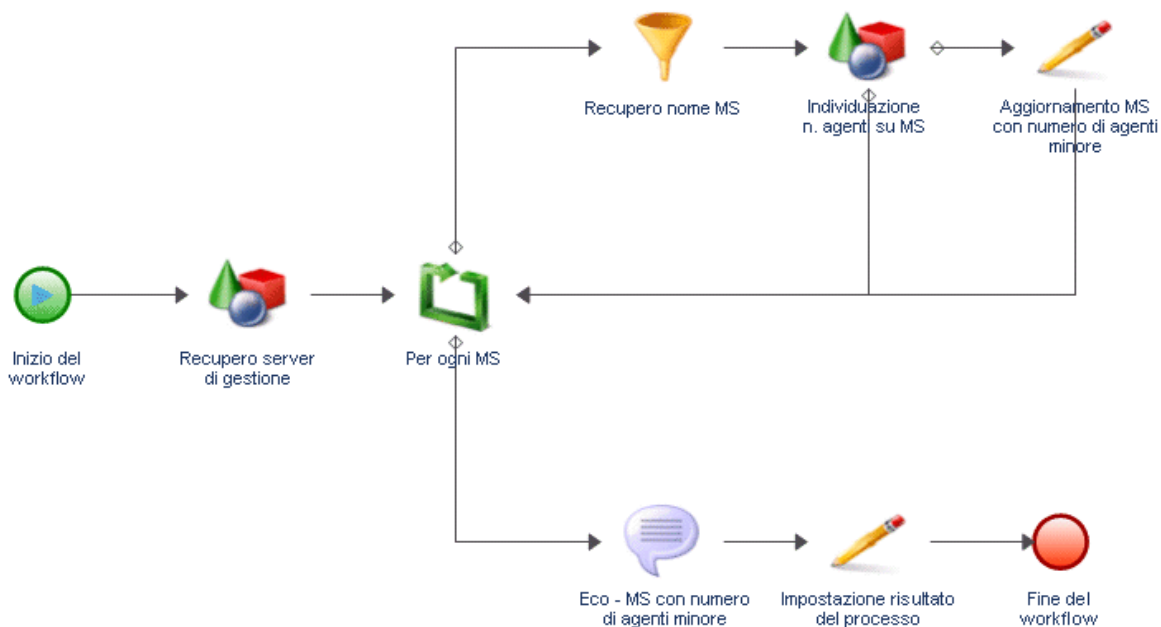 Recupero nome MS
Individuazione
n. agenti su MS
Aggiornamento MS
con numero di agenti
minore
Inizio del
workflow
Recupero server
di gestione
Per ogni MS
Eco - MS con numero
di agenti minore
Impostazione risultato
del processo
Fine del
workflow